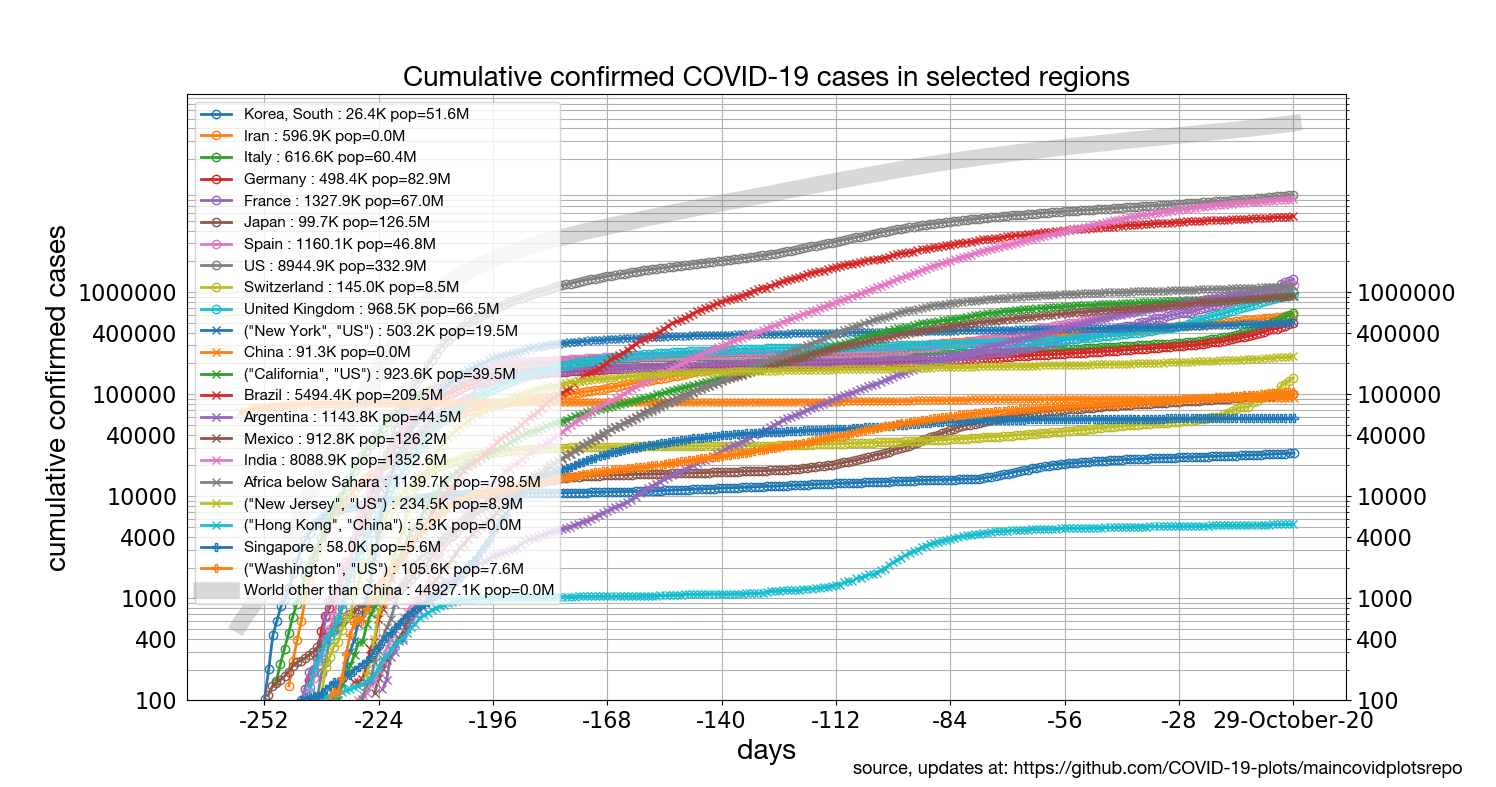 Cumulative confirmed COVID-19 cases in selected regions
cumulative confirmed cases
1000000
400000
100000
40000
10000
4000
1000
400
100
Korea, South : 26.4K pop=51.6M
Iran : 596.9K pop=0.0M
Italy : 616.6K pop=60.4M
Germany : 498.4K pop=82.9M
France : 1327.9K pop=67.0M
Japan : 99.7K pop=126.5M
Spain : 1160.1K pop=46.8M
US : 8944.9K pop=332.9M
Switzerland : 145.0K pop=8.5M
United Kingdom : 968.5K pop=66.5M
("New York", "US") : 503.2K pop=19.5M
China : 91.3K pop=0.0M
("California", "US") : 923.6K pop=39.5M
Brazil : 5494.4K pop=209.5M
Argentina : 1143.8K pop=44.5M
Mexico : 912.8K pop=126.2M
India : 8088.9K pop=1352.6M
Africa below Sahara : 1139.7K pop=798.5M
("New Jersey", "US") : 234.5K pop=8.9M
("Hong Kong", "China") : 5.3K pop=0.0M
Singapore : 58.0K pop=5.6M
("Washington", "US") : 105.6K pop=7.6M
World other than China : 44927.1K pop=0.0M
1000000
400000
100000
40000
10000
4000
1000
400
100
-252 -224 -196 -168 -140 -112 -84 -56 -28 29-October-20
days
source, updates at: https://github.com/COVID-19-plots/maincovidplotsrepo